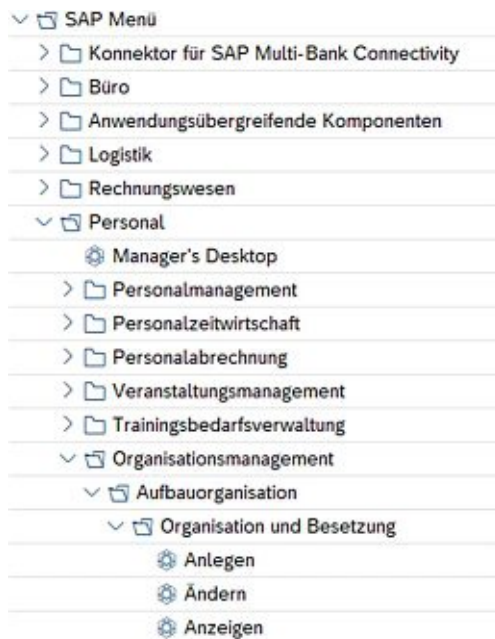 SAP Menü
Konnektor für SAP Multi-Bank Connectivity
Büro
Anwendungsübergreifende Komponenten
Logistik
Rechnungswesen
Personal
Manager's Desktop
Personalmanagement
Personalzeitwirtschaft
Personalabrechnung
Veranstaltungsmanagement
Trainingsbedarfsverwaltung
Organisationsmanagement
Aufbauorganisation
Organisation und Besetzung
Anlegen
Ändern
Anzeigen